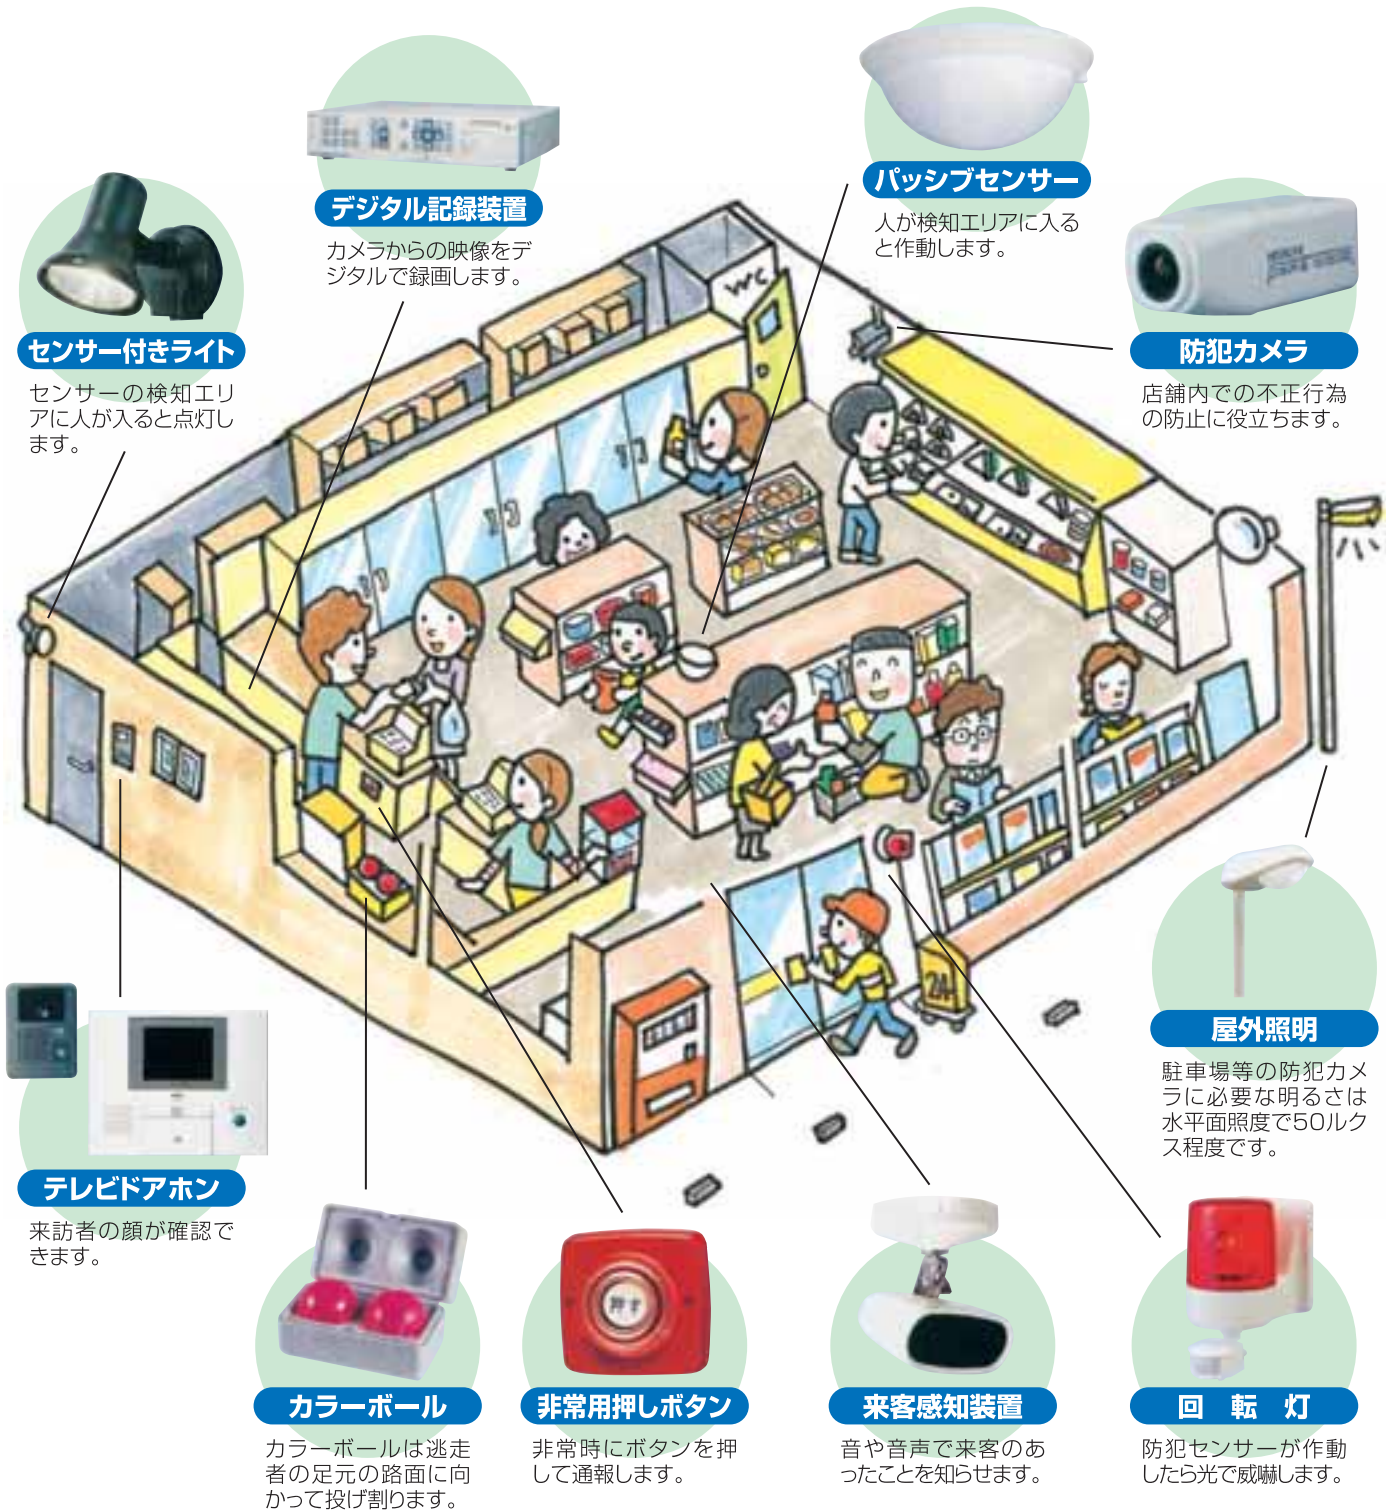 パッシブセンサー
人が検知エリアに入る
と作動します。
デジタル記録装置
カメラからの映像をデ
ジタルで録画します。
防犯カメラ
店舗内での不正行為
の防止に役立ちます。
センサー付きライト
センサーの検知エリ
アに人が入ると点灯し
ます。
WC
24
屋外照明
駐車場等の防犯カメ
ラに必要な明るさは
水平面照度で50ルク
ス程度です。
テレビドアホン
来訪者の顔が確認で
きます。
押す
カラーボール
カラーボールは逃走
者の足元の路面に向
かって投げ割ります。
非常用押しボタン
非常時にボタンを押
して通報します。
来客感知装置
音や音声で来客のあ
ったことを知らせます。
回 転 灯
防犯センサーが作動
したら光で威嚇します。